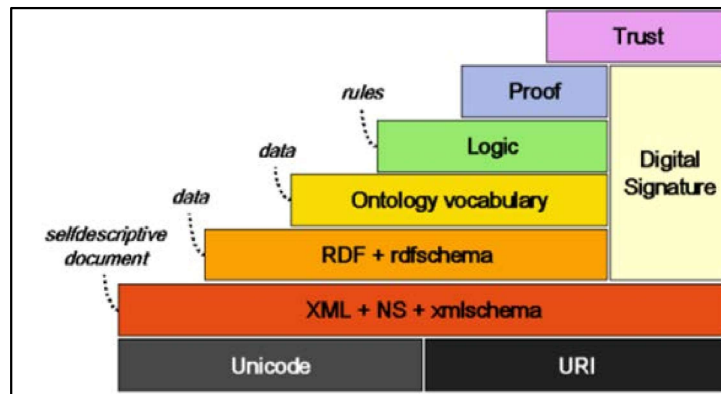 Trust
Proof
rules
Logic
Digital
Signature
data
Ontology vocabulary
data
RDF + rdfschema
selfdescriptive
document
XML + NS + xmlschema
Unicode
URI